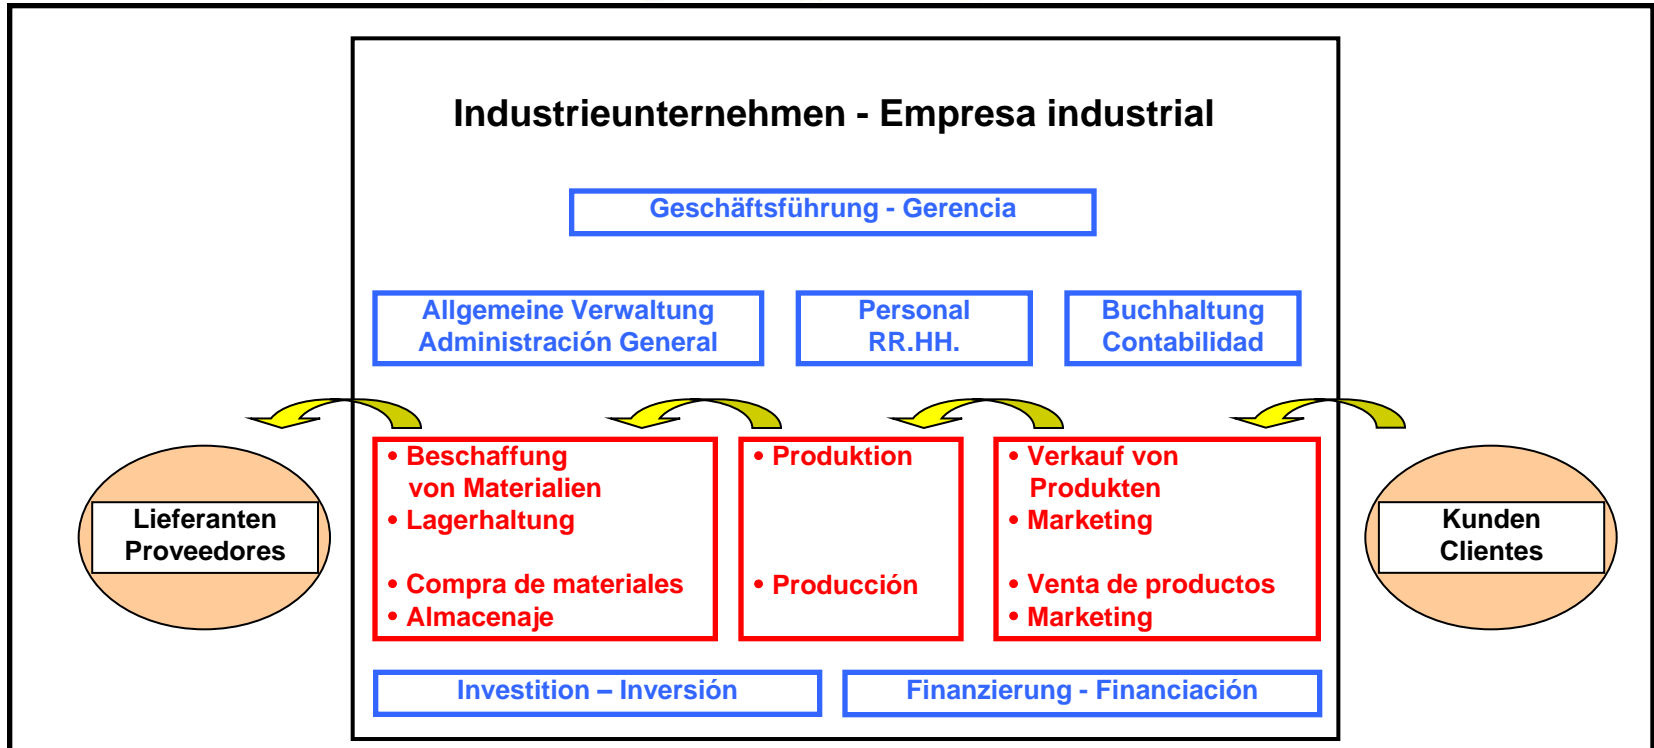 Industrieunternehmen - Empresa industrial
Geschäftsführung - Gerencia
Allgemeine Verwaltung
Administración General
Personal
RR.HH.
Buchhaltung
Contabilidad
Lieferanten
Proveedores
• Beschaffung
von Materialien
• Lagerhaltung
• Compra de materiales
• Almacenaje
• Produktion
• Producción
• Verkauf von
Produkten
• Marketing
• Venta de productos
• Marketing
Kunden
Clientes
Investition – Inversión
Finanzierung - Financiación